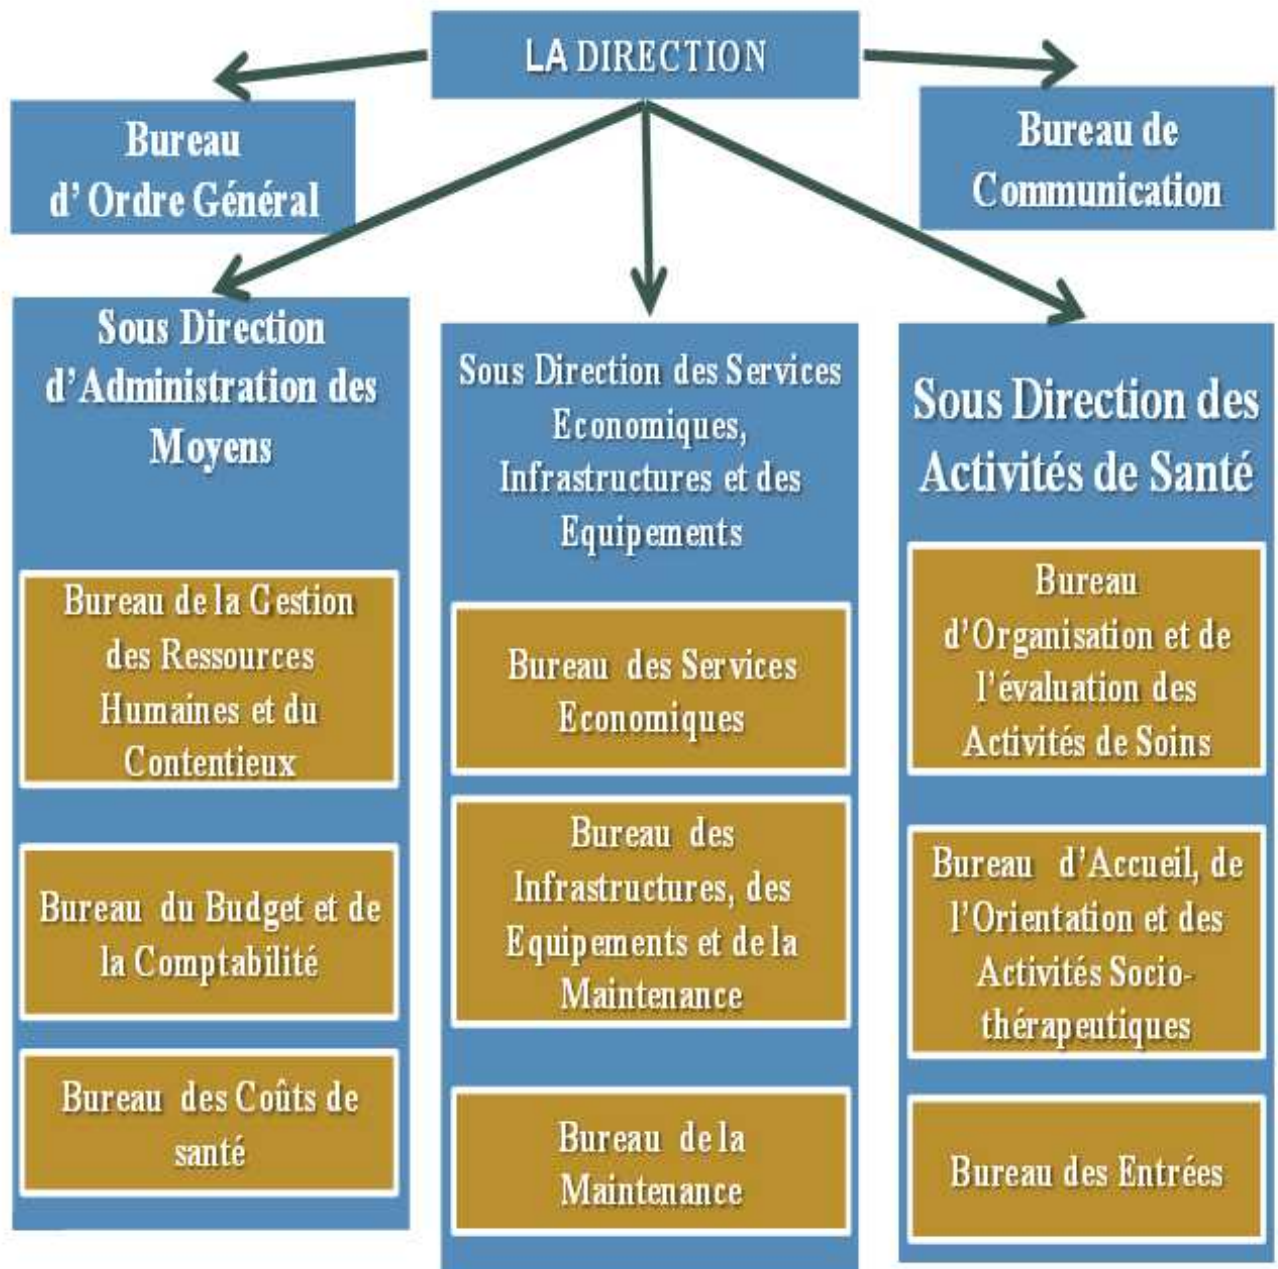 LA DIRECTION
Bureau
d' Ordre Général
Bureau de
Communication
Sous Direction
d'Administration des
Moyens
Bureau de la Gestion
des Ressources
Humaines et du
Contentieux
Bureau du Budget et de
la Comptabilité
Bureau des Coûts de
santé
Sous Direction des Services
Economiques,
Infrastructures et des
Equipements
Bureau des Services
Economiques
Bureau des
Infrastructures, des
Equipements et de la
Maintenance
Bureau de la
Maintenance
Sous Direction des
Activités de Santé
Bureau
d'Organisation et de
l'évaluation des
Activités de Soins
Bureau d'Accueil, de
l'Orientation et des
Activités Socio-
thérapeutiques
Bureau des Entrées